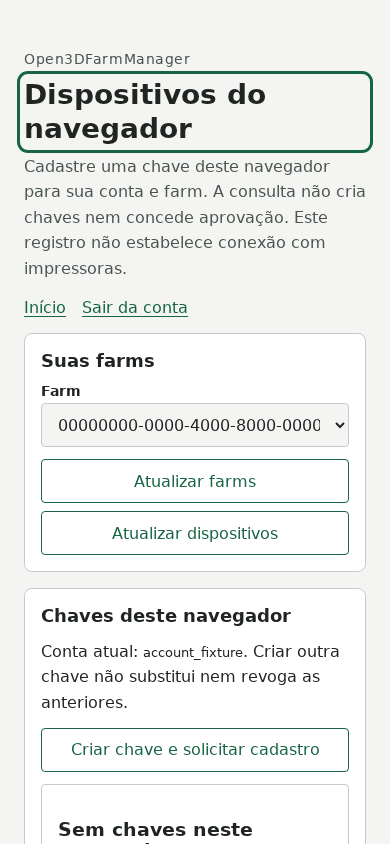 Open3DFarmManager
Dispositivos do
navegador
Cadastre uma chave deste navegador
para sua conta e farm. A consulta não cria
chaves nem concede aprovação. Este
registro não estabelece conexão com
impressoras.
Início Sair da conta
Suas farms
Farm
00000000-0000-4000-8000-0000
Atualizar farms
Atualizar dispositivos
Chaves deste navegador
Conta atual: account_fixture. Criar outra
chave não substitui nem revoga as
anteriores.
Criar chave e solicitar cadastro
Sem chaves neste